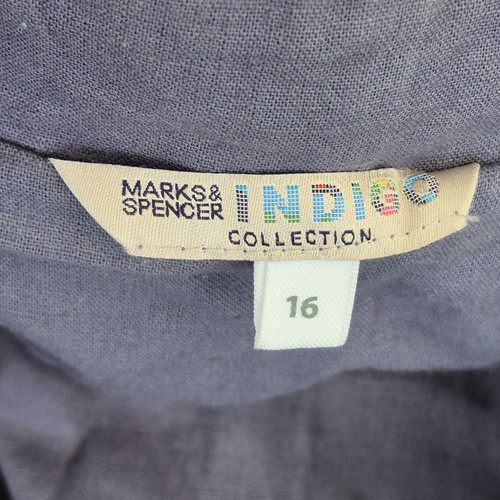 MARKS&
SPENCER
INDIGO
COLLECTION
16